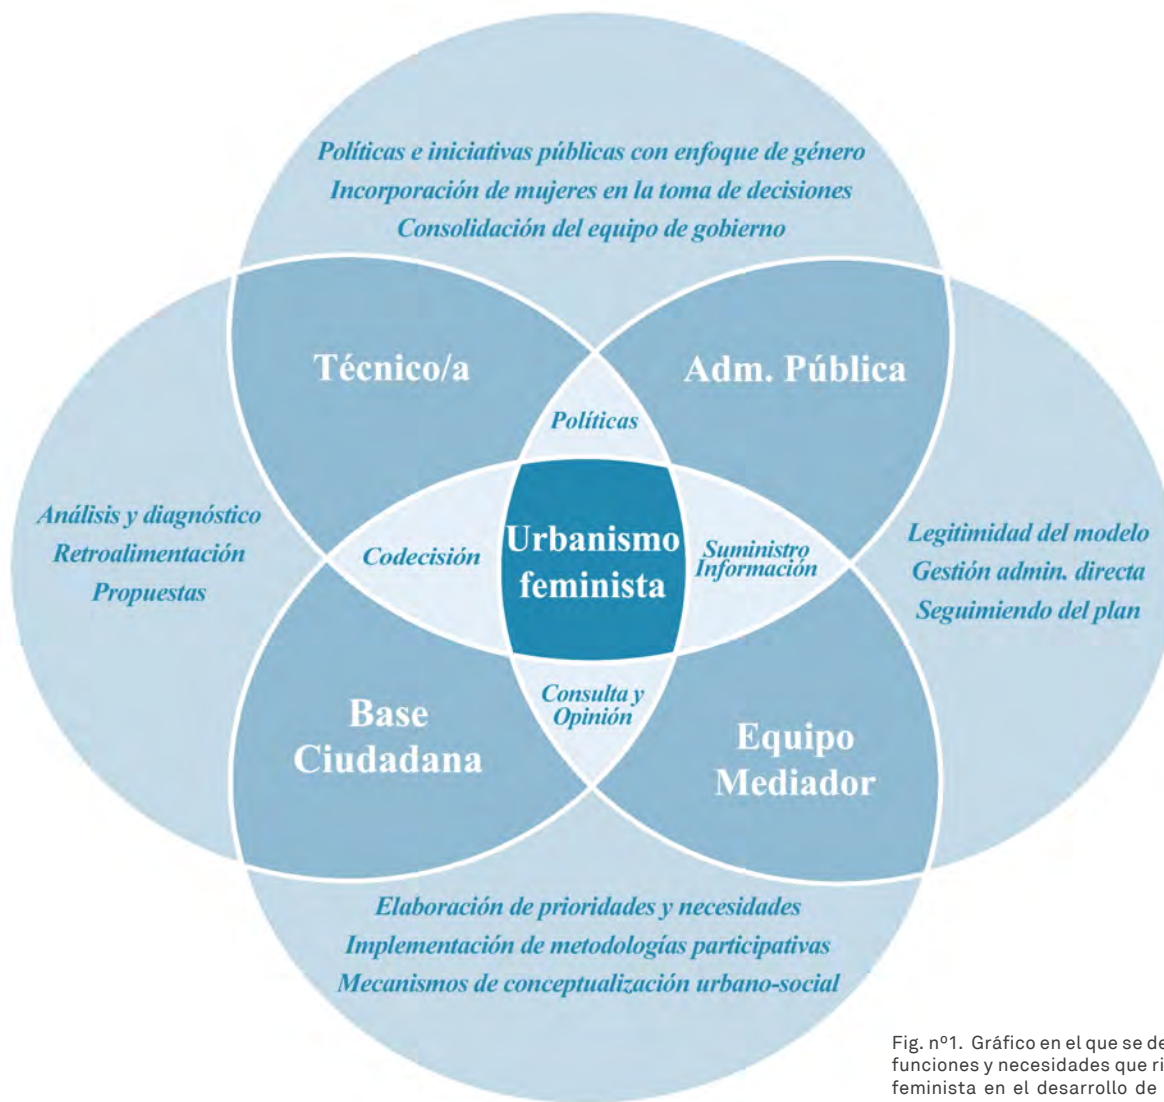 Políticas e iniciativas públicas con enfoque de género
Incorporación de mujeres en la toma de decisiones
Consolidación del equipo de gobierno
Técnico/a
Adm. Pública
Políticas
Análisis y diagnóstico
Retroalimentación
Propuestas
Codecisión
Urbanismo
feminista
Suministro
Información
Legitimidad del modelo
Gestión admin. directa
Seguimiendo del plan
Base
Ciudadana
Consulta y
Opinión
Equipo
Mediador
Elaboración de prioridades y necesidades
Implementación de metodologías participativas
Mecanismos de conceptualización urbano-social
Fig. nº1. Gráfico en el que se de
funciones y necesidades que ri
feminista en el desarrollo de